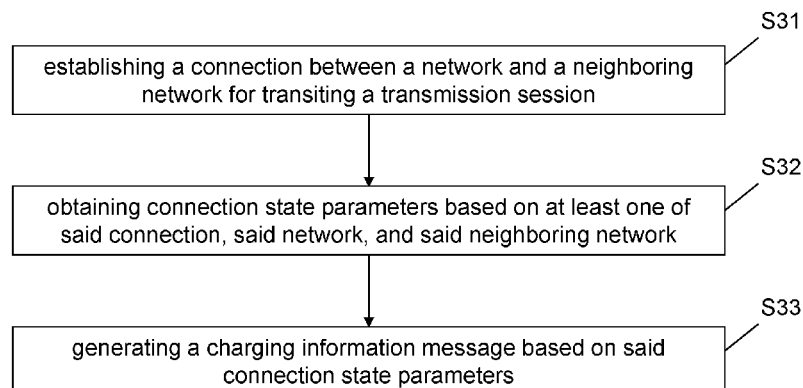 S31
establishing a connection between a network and a neighboring
network for transiting a transmission session
S32
obtaining connection state parameters based on at least one of
said connection, said network, and said neighboring network
S33
generating a charging information message based on said
connection state parameters